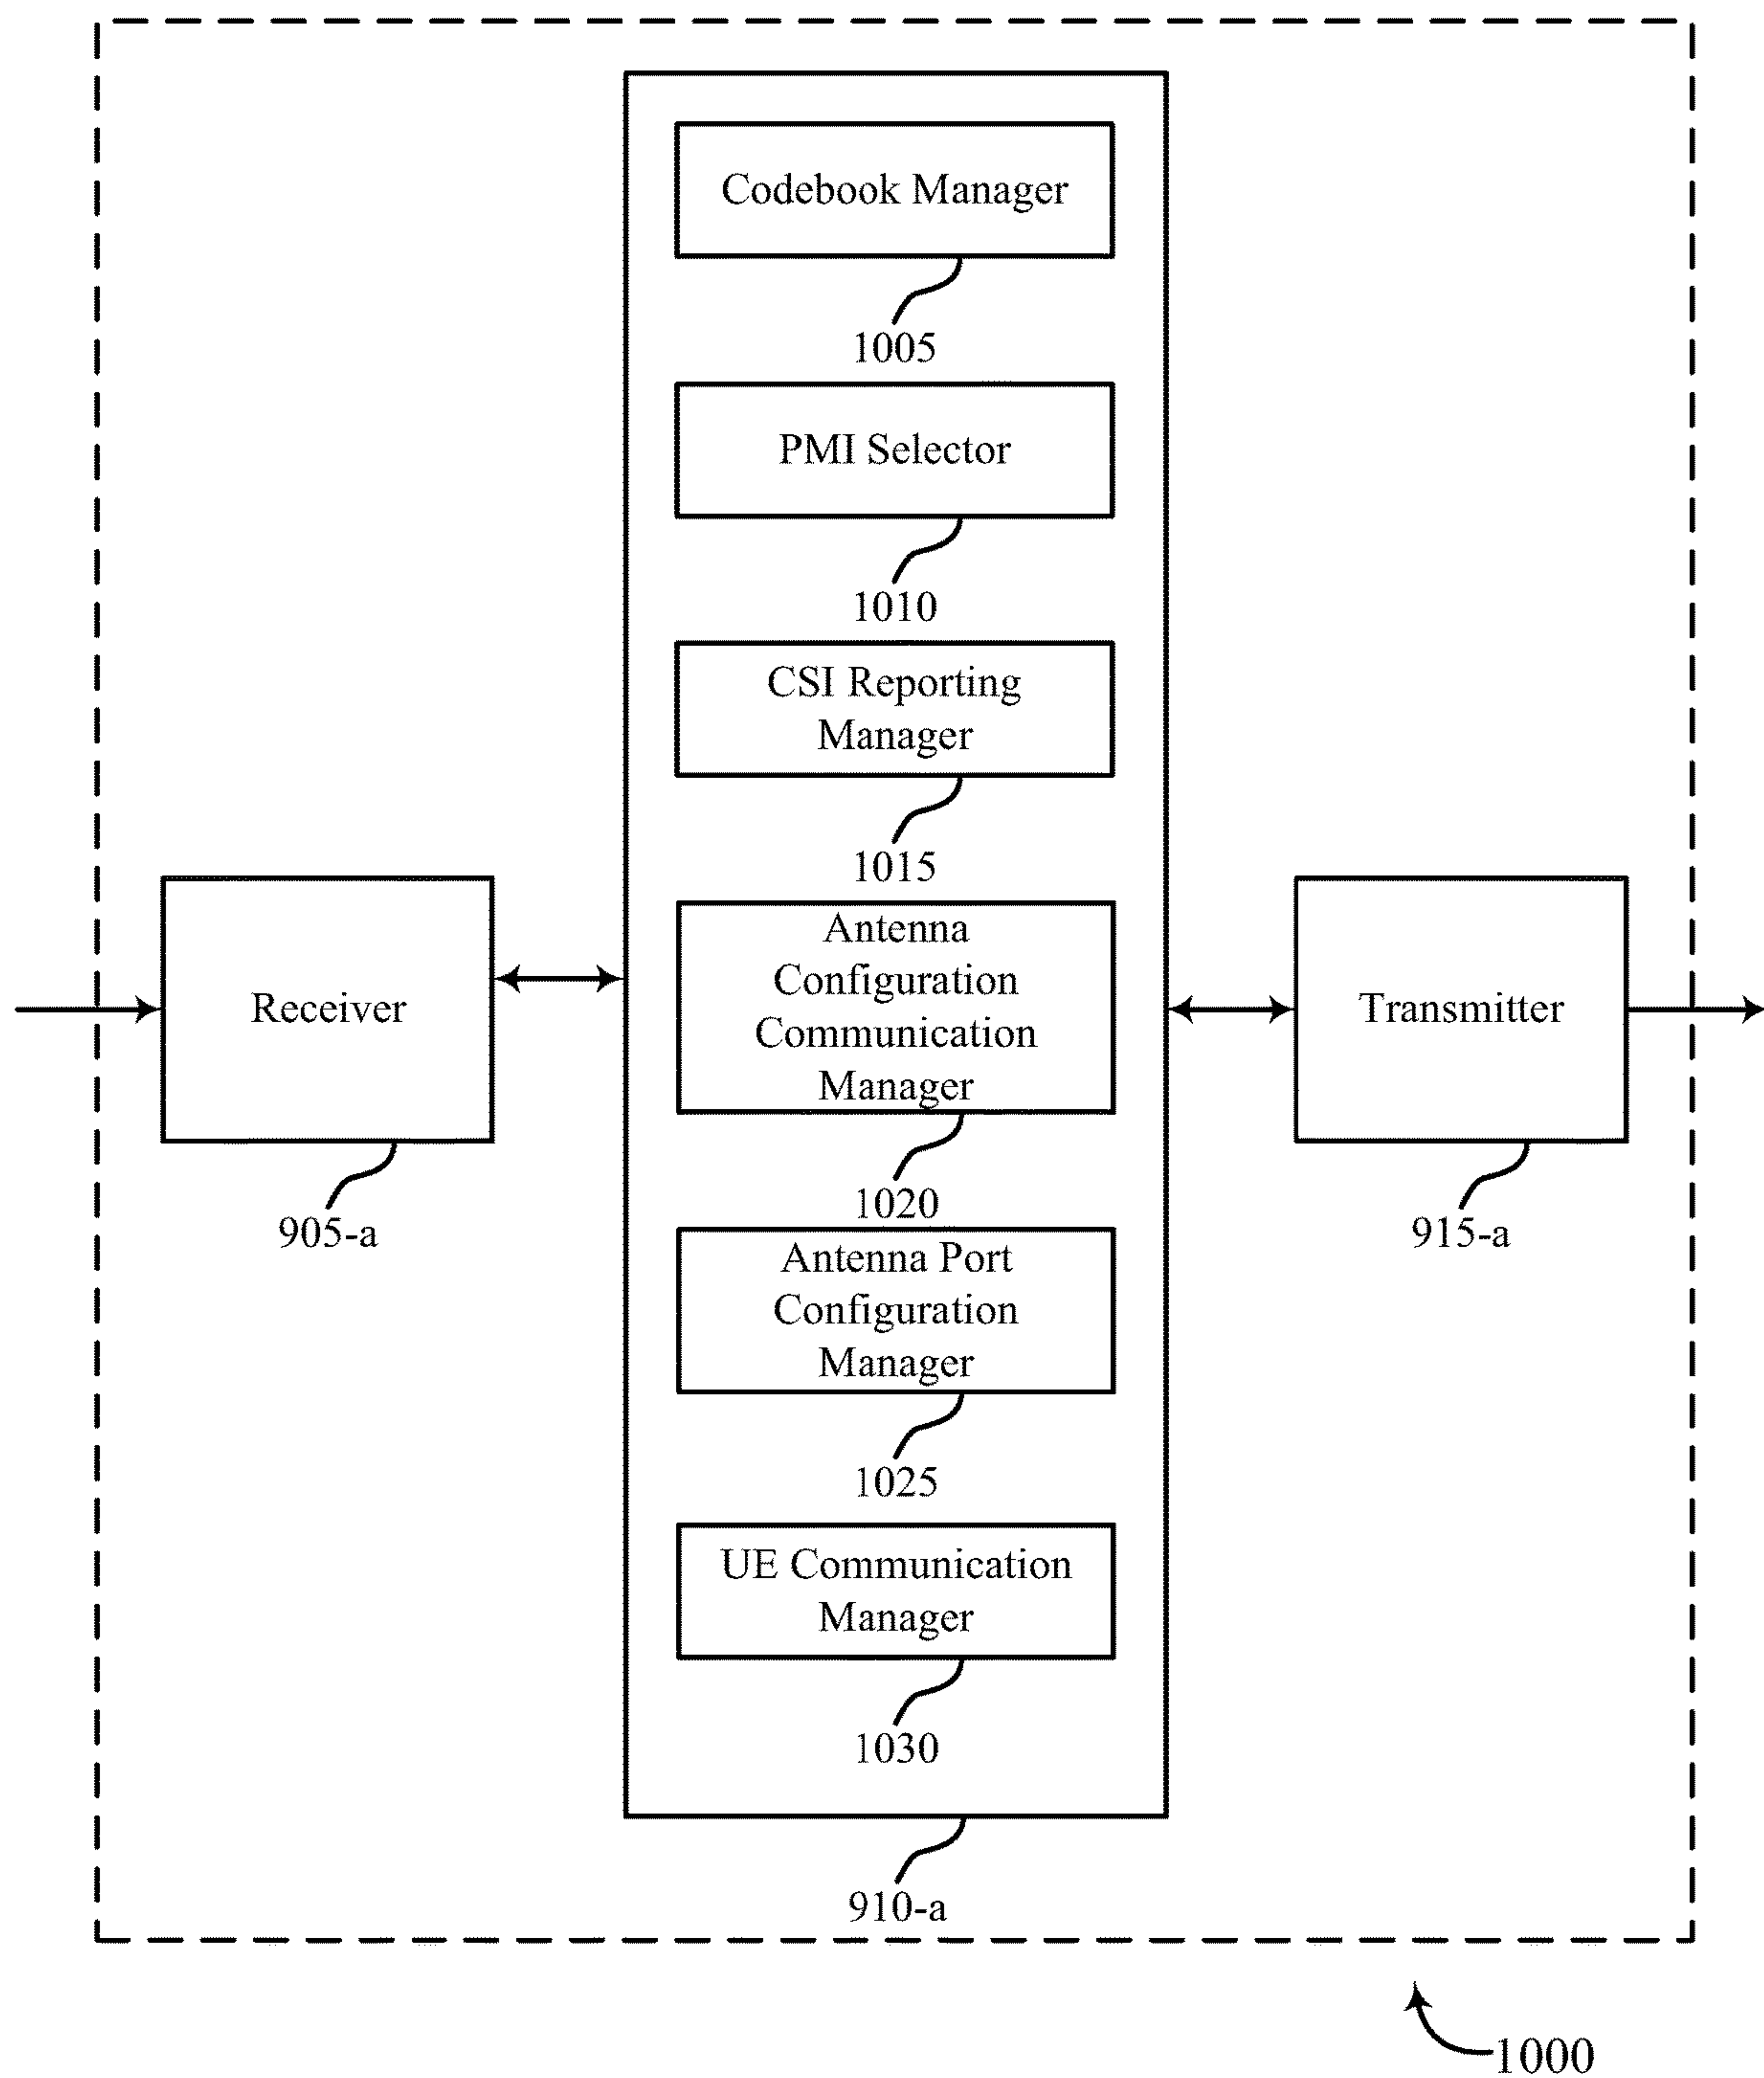 Codebook Manager
1005
PMI Selector
1010
CSI Reporting
Manager
1015
Receiver
905-a
Antenna
Configuration
Communication
Manager
1020
Transmitter
915-a
Antenna Port
Configuration
Manager
1025
UE Communication
Manager
1030
910-a
1000